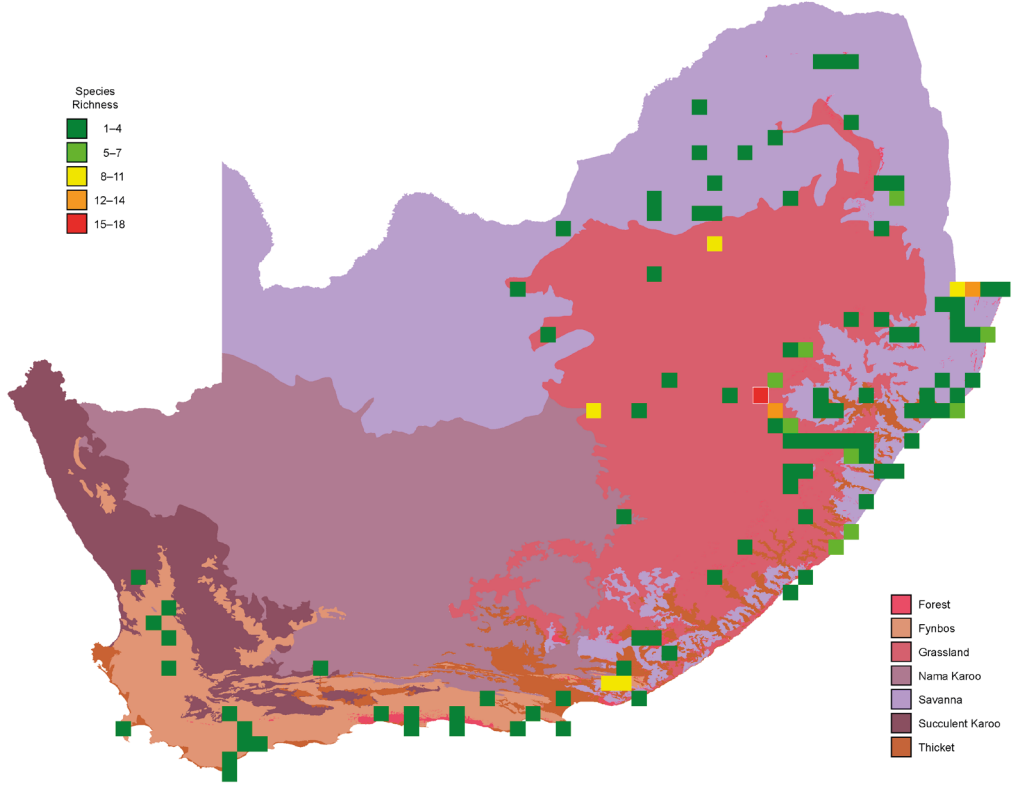 Species
Richness
1–4
5–7
8–11
12–14
15–18
Forest
Fynbos
Grassland
Nama Karoo
Savanna
Succulent Karoo
Thicket